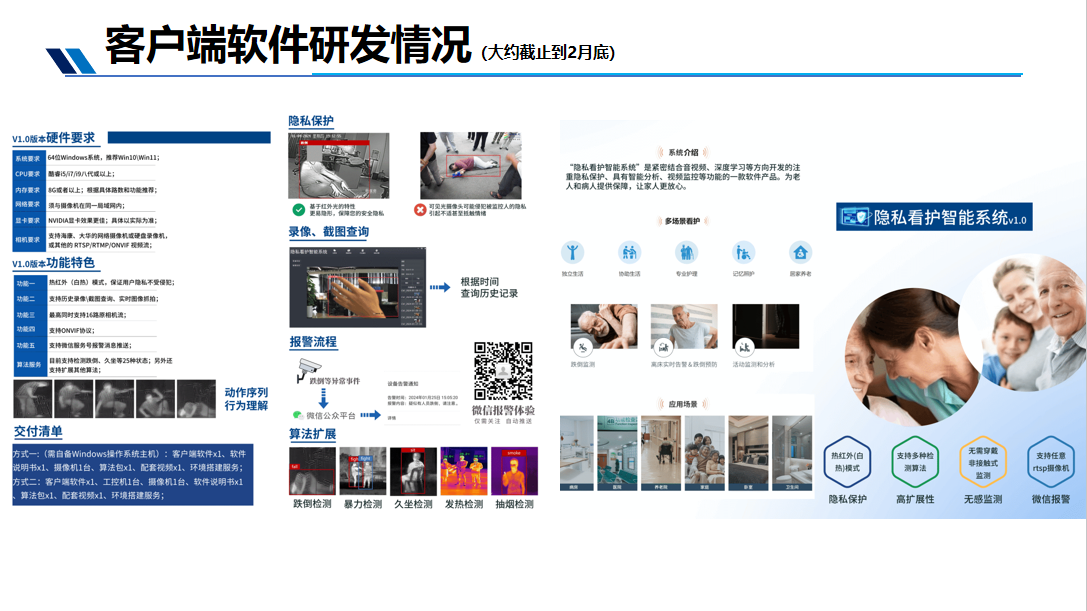 客户端软件研发情况 (大约截止到2月底)
V1.0版本硬件要求
系统要求 64位Windows系统，推荐Win10\Win11；
CPU要求 酷睿i5/i7/i9八代或以上；
内存要求 8G或者以上；根据具体路数和功能推荐；
网络要求 须与摄像机在同一局域网内；
显卡要求 NVIDIA显卡效果更佳；具体以实际为准；
相机要求 支持海康、大华的网络摄像机或硬盘录像机，
或其他的 RTSP/RTMP/ONVIF 视频流；
V1.0版本功能特色
功能一 热红外（白热）模式，保证用户隐私不受侵犯；
功能二 支持历史录像\截图查询、实时图像抓拍；
功能三 最高同时支持16路原相机流；
功能四 支持ONVIF协议；
功能五 支持微信服务号报警消息推送；
算法服务 目前支持检测跌倒、久坐等25种状态；另外还
支持扩展其他算法；
动作序列
行为理解
交付清单
方式一:（需自备Windows操作系统主机）：客户端软件x1、软件
说明书x1、摄像机1台、算法包x1、配套视频x1、环境搭建服务；
方式二：客户端软件x1、工控机1台、摄像机1台、软件说明书x1
、算法包x1、配套视频x1、环境搭建服务；
隐私保护
基于红外光的特性
更易隐形，保障您的安全隐私
可见光摄像头可能侵犯被监控人的隐私
引起不适甚至抵触情绪
录像、截图查询
隐私看护智能系统
根据时间
查询历史记录
报警流程
跌倒等异常事件
微信公众平台
设备告警通知
详情
微信报警体验
仅需关注 自动推送
算法扩展
fall
fight
fight
sit
smoke
跌倒检测 暴力检测 久坐检测 发热检测 抽烟检测
系统介绍
“隐私看护智能系统”是紧密结合音视频、深度学习等方向开发的注
重隐私保护、具有智能分析、视频监控等功能的一款软件产品。为老
人和病人提供保障，让家人更放心。
多场景看护
独立生活 协助生活 专业护理 记忆呵护 居家养老
跌倒监测 离床实时告警&跌倒预防 活动监测和分析
应用场景
病房 医院 养老院 家庭 卧室 卫生间
隐私看护智能系统v1.0
热红外(白
热)模式
支持多种检
测算法
无需穿戴
非接触式
监测
支持任意
rtsp摄像机
隐私保护 高扩展性 无感监测 微信报警